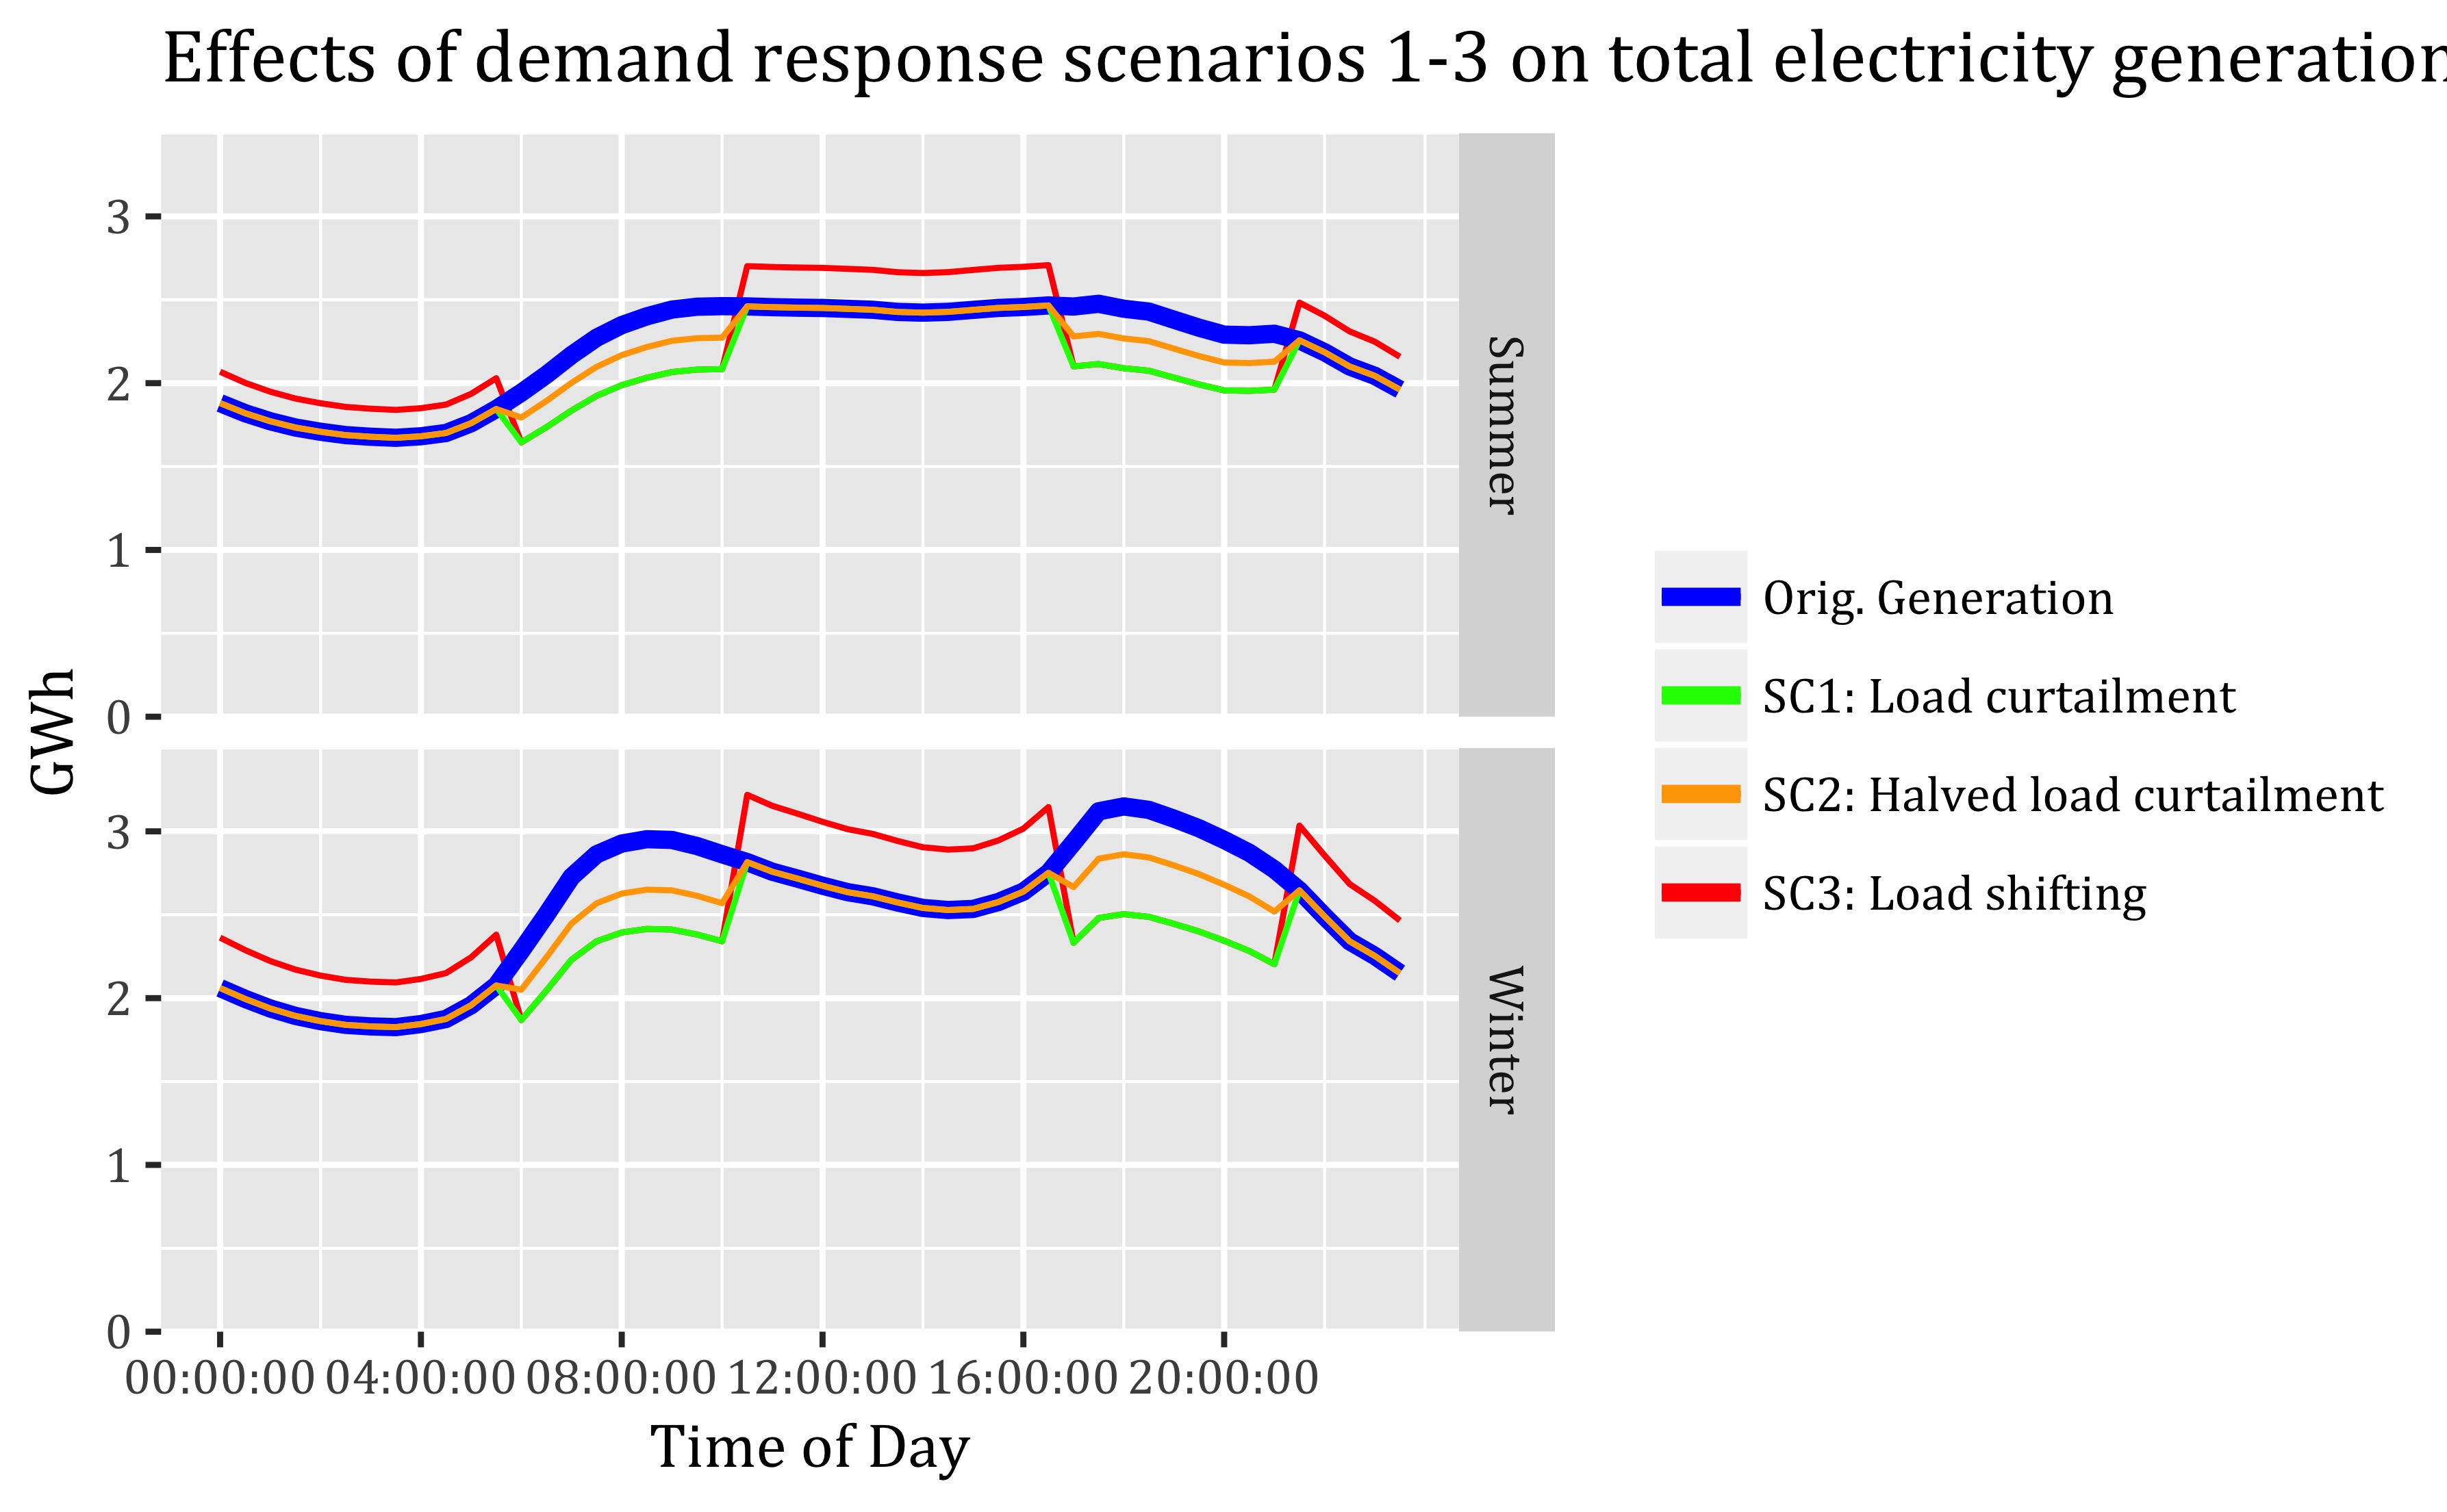 Effects of demand response scenarios 1-3 on total electricity generation
3
2
1
0
Summer
GWh
3
2
1
0
Winter
00:00:00 04:00:00 08:00:00 12:00:00 16:00:00 20:00:00
Time of Day
Orig. Generation
SC1: Load curtailment
SC2: Halved load curtailment
SC3: Load shifting